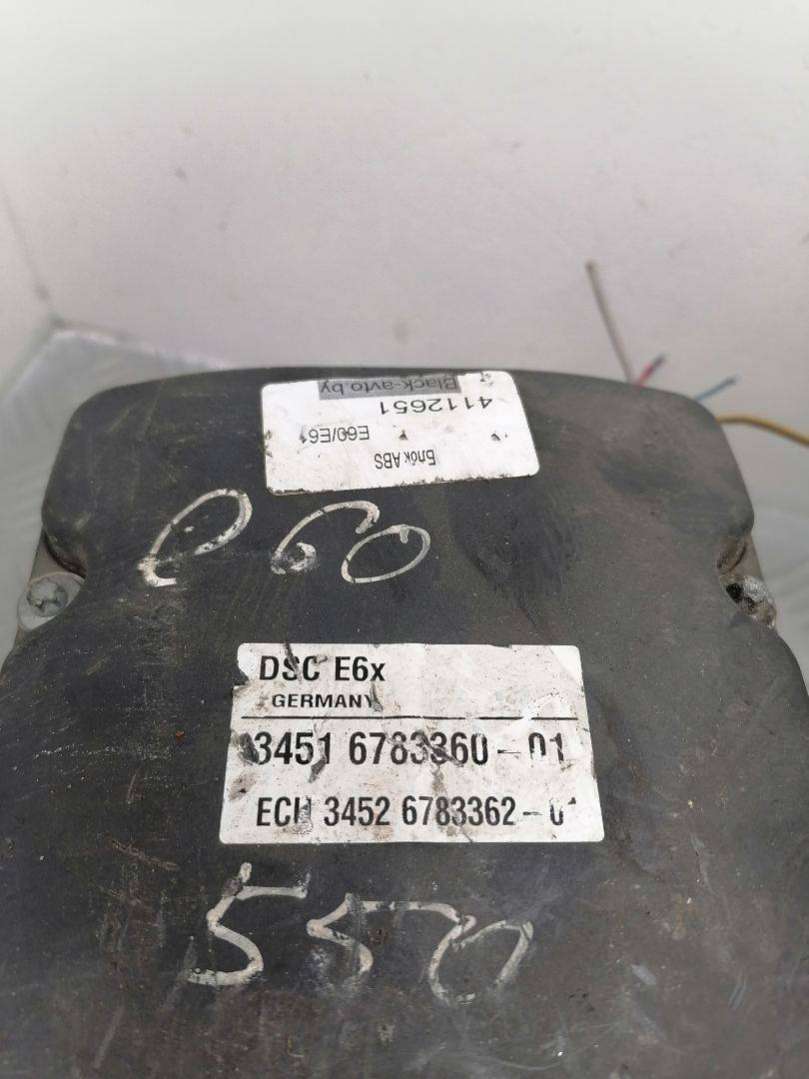 Black-avto.by
4112651
E60/E61
Блок ABS
e60
DSC E6x
GERMANY
3451 6783360-01
ECU 3452 6783362-01
550